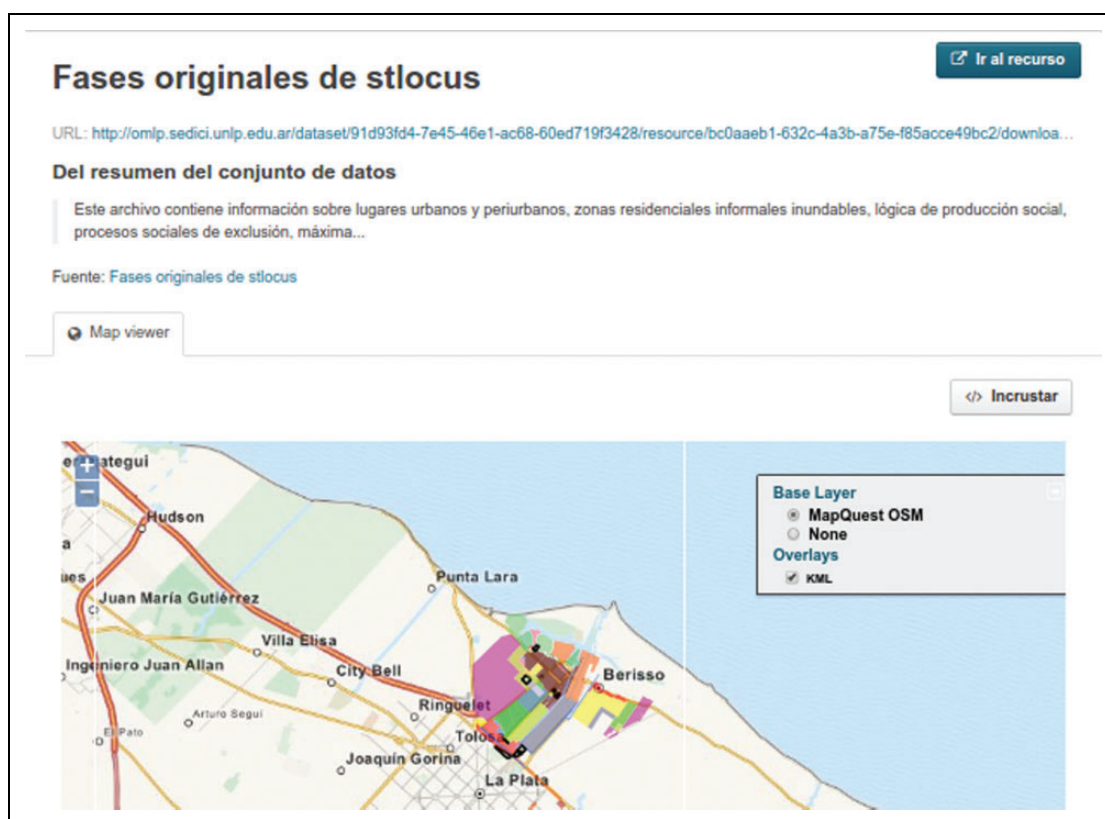 Ir al recurso
Fases originales de stlocus
URL: http://omlp.sedici.unlp.edu.ar/dataset/91d93fd4-7e45-46e1-ac68-60ed719f3428/resource/bc0aaeb1-632c-4a3b-a75e-f85acce49bc2/downloa...
Del resumen del conjunto de datos
Este archivo contiene información sobre lugares urbanos y periurbanos, zonas residenciales informales inundables, lógica de producción social,
procesos sociales de exclusión, máxima...
Fuente: Fases originales de stlocus
Map viewer
</> Incrustar
ategui
Base Layer
MapQuest OSM
None
Overlays
KML
Hudson
a
ues
Punta Lara
Juan María Gutiérrez
Villa Elisa
Ingeniero Juan Allan
City Bell
Berisso
Arturo Segui
Ringuelet
El Pato
Tolosa
Joaquín Gorina
La Plata